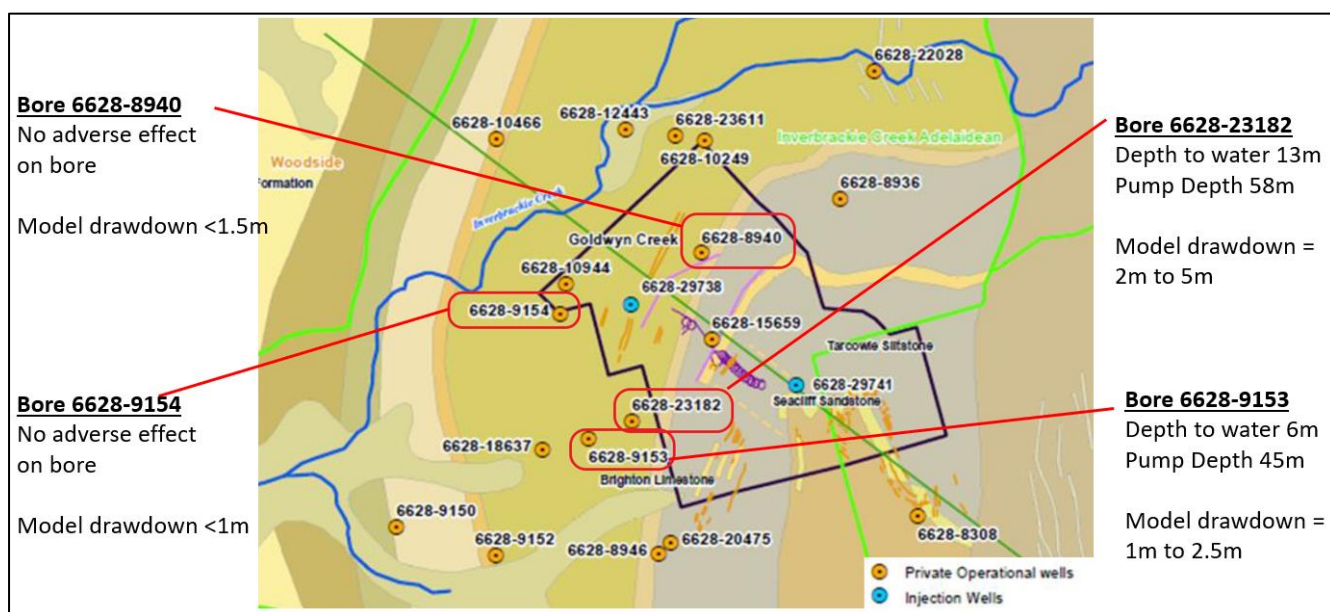 Bore 6628-8940
No adverse effect
on bore
Model drawdown <1.5m
Bore 6628-9154
No adverse effect
on bore
Model drawdown <1m
6628-22028
6628-12443
6628-23611
6628-10466
6628-10249
Inverbrackie Creek Adelaidean
Woodside
Formation
6628-8936
Inverbrackie Creek
Goldwyn Creek
6628-8940
6628-10944
6628-29738
6628-9154
6628-15659
Tarcowie Siltstone
6628-29741
Seacliff Sandstone
6628-23182
6628-18637
6628-9153
Brighton Limestone
6628-9150
6628-9152
6628-8946
6628-20475
6628-8308
Private Operational wells
Injection Wells
Bore 6628-23182
Depth to water 13m
Pump Depth 58m
Model drawdown =
2m to 5m
Bore 6628-9153
Depth to water 6m
Pump Depth 45m
Model drawdown =
1m to 2.5m